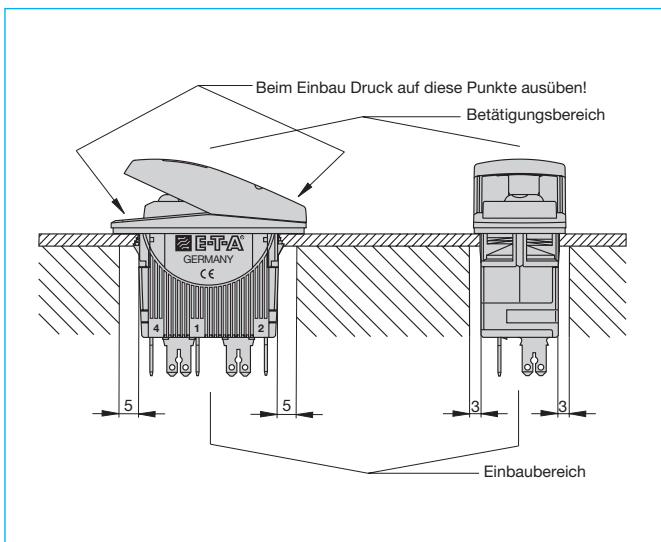 Beim Einbau Druck auf diese Punkte ausüben!
Betätigungsbereich
E-T-A®
GERMANY
CE
4 1 2
5 5 3 3
Einbaubereich